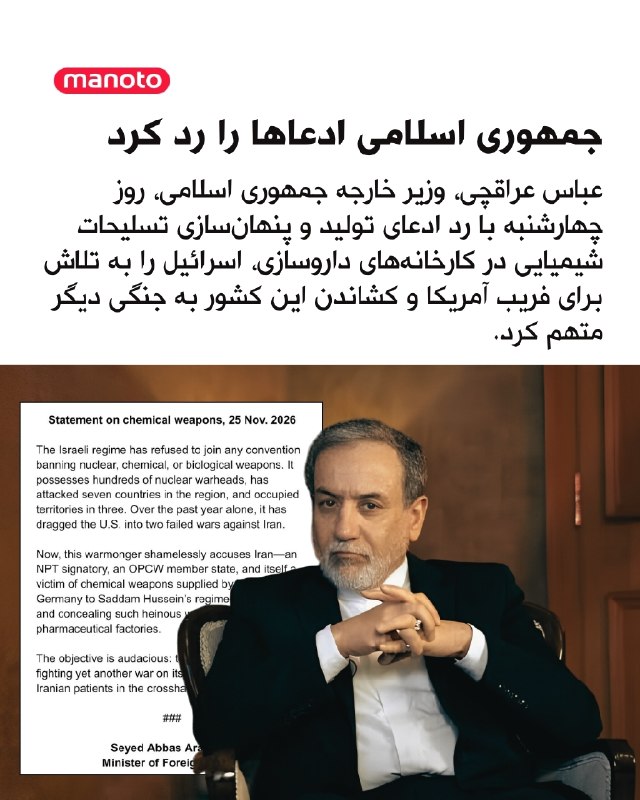 manoto
جمهوری اسلامی ادعاها را رد کرد
عباس عراقچی، وزیر خارجه جمهوری اسلامی، روز
چهارشنبه با رد ادعای تولید و پنهان‌سازی تسلیحات
شیمیایی در کارخانه‌های داروسازی، اسرائیل را به تلاش
برای فریب آمریکا و کشاندن این کشور به جنگی دیگر
متهم کرد.
Statement on chemical weapons, 25 Nov. 2026
The Israeli regime has refused to join any convention
banning nuclear, chemical, or biological weapons. It
possesses hundreds of nuclear warheads, has
attacked seven countries in the region, and occupied
territories in three. Over the past year alone, it has
dragged the U.S. into two failed wars against Iran.
Now, this warmonger shamelessly accuses Iran—an
NPT signatory, an OPCW member state, and itself a
victim of chemical weapons supplied by
Germany to Saddam Hussein's regime
and concealing such heinous
pharmaceutical factories.
The objective is audacious:
fighting yet another war on its
Iranian patients in the
###
Seyed Abbas
Minister of